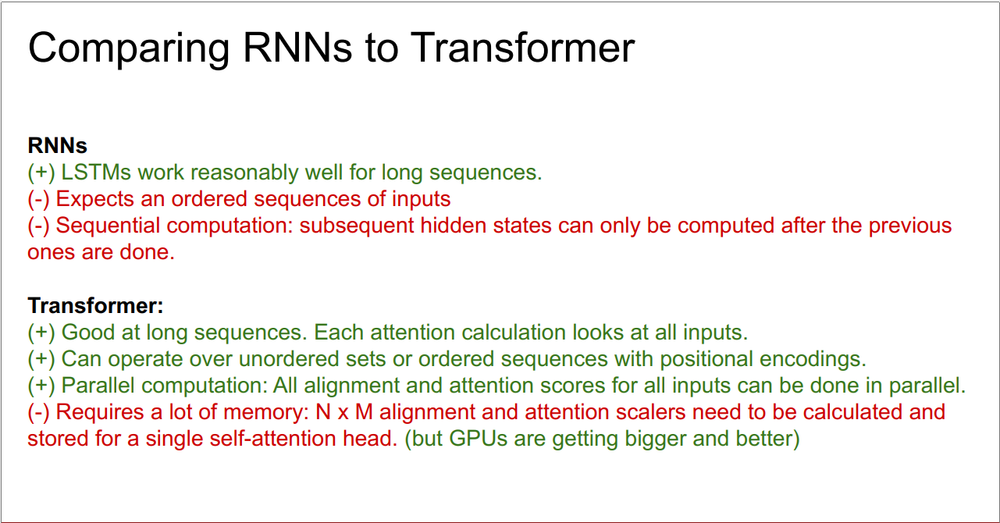 Comparing RNNs to Transformer
RNNs
(+) LSTMs work reasonably well for long sequences.
(-) Expects an ordered sequences of inputs
(-) Sequential computation: subsequent hidden states can only be computed after the previous
ones are done.
Transformer:
(+) Good at long sequences. Each attention calculation looks at all inputs.
(+) Can operate over unordered sets or ordered sequences with positional encodings.
(+) Parallel computation: All alignment and attention scores for all inputs can be done in parallel.
(-) Requires a lot of memory: N x M alignment and attention scalers need to be calculated and
stored for a single self-attention head. (but GPUs are getting bigger and better)